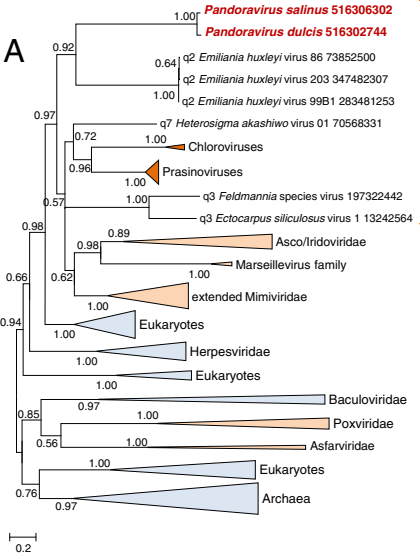 A
1.00
Pandoravirus salinus 516306302
Pandoravirus dulcis 516302744
0.92
0.64
q2 Emiliania huxleyi virus 86 73852500
q2 Emiliania huxleyi virus 203 347482307
1.00
q2 Emiliania huxleyi virus 99B1 283481253
0.97
q7 Heterosigma akashiwo virus 01 70568331
0.72
1.00
Chloroviruses
0.96
Prasinoviruses
1.00
0.57
1.00
q3 Feldmannia species virus 197322442
q3 Ectocarpus siliculosus virus 1 13242564
0.98
0.89
0.98
Asco/Iridoviridae
Marseillevirus family
1.00
0.62
extended Mimiviridae
1.00
0.66
Eukaryotes
1.00
0.94
Herpesviridae
1.00
Eukaryotes
1.00
Baculoviridae
0.97
0.85
1.00
Poxviridae
0.56
1.00
Asfarviridae
1.00
Eukaryotes
0.76
0.97
Archaea
0.2